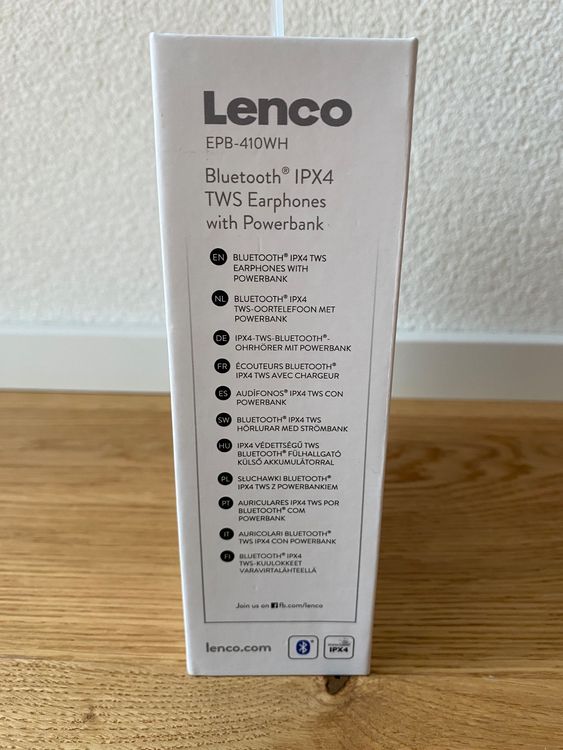 Lenco
EPB-410WH
Bluetooth® IPX4
TWS Earphones
with Powerbank
EN BLUETOOTH® IPX4 TWS
EARPHONES WITH
POWERBANK
NL BLUETOOTH® IPX4
TWS-OORTELEFOON MET
POWERBANK
DE IPX4-TWS-BLUETOOTH®-
OHRHÖRER MIT POWERBANK
FR ÉCOUTEURS BLUETOOTH®
IPX4 TWS AVEC CHARGEUR
ES AUDÍFONOS® IPX4 TWS CON
POWERBANK
SW BLUETOOTH® IPX4 TWS
HÖRLURAR MED STRÖMBANK
HU IPX4 VÉDETTSÉGŰ TWS
BLUETOOTH® FÜLHALLGATÓ
KÜLSŐ AKKUMULÁTORRAL
PL SŁUCHAWKI BLUETOOTH®
IPX4 TWS Z POWERBANKIEM
PT AURICULARES IPX4 TWS POR
BLUETOOTH® COM
POWERBANK
IT AURICOLARI BLUETOOTH®
TWS IPX4 CON POWERBANK
FI BLUETOOTH® IPX4
TWS-KUULOKKEET
VARAVIRTALÄHTEELLÄ
Join us on f fb.com/lenco
lenco.com
IPX4